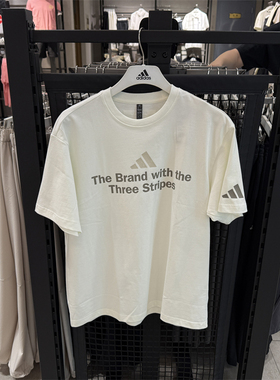 adidas
The Brand with the
Three Stripes